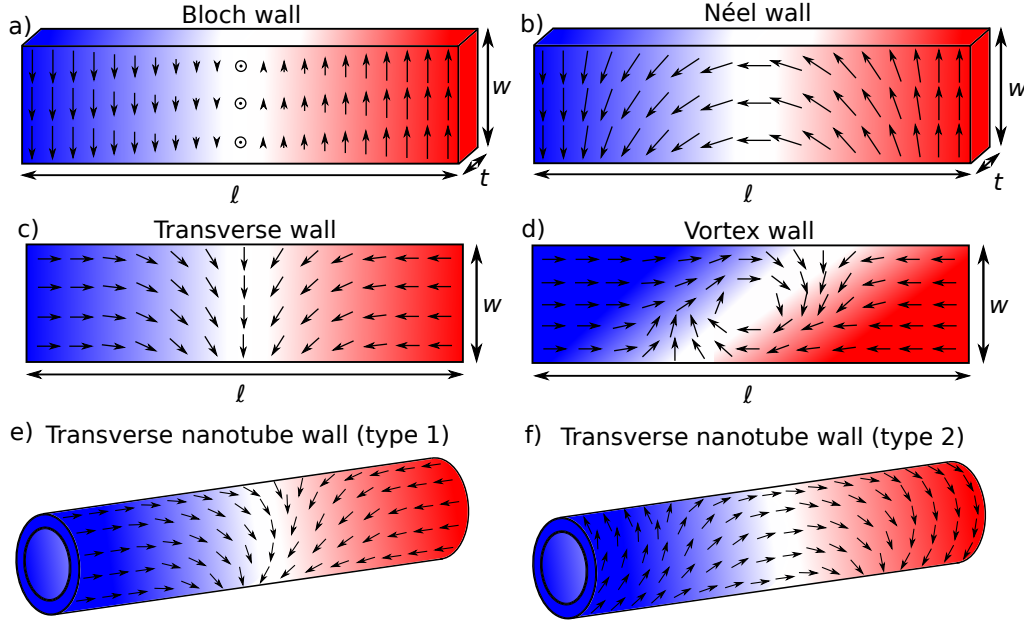 a)
Bloch wall
w
t
ℓ
b)
Néel wall
w
t
ℓ
c)
Transverse wall
w
ℓ
d)
Vortex wall
w
ℓ
e)
Transverse nanotube wall (type 1)
f)
Transverse nanotube wall (type 2)